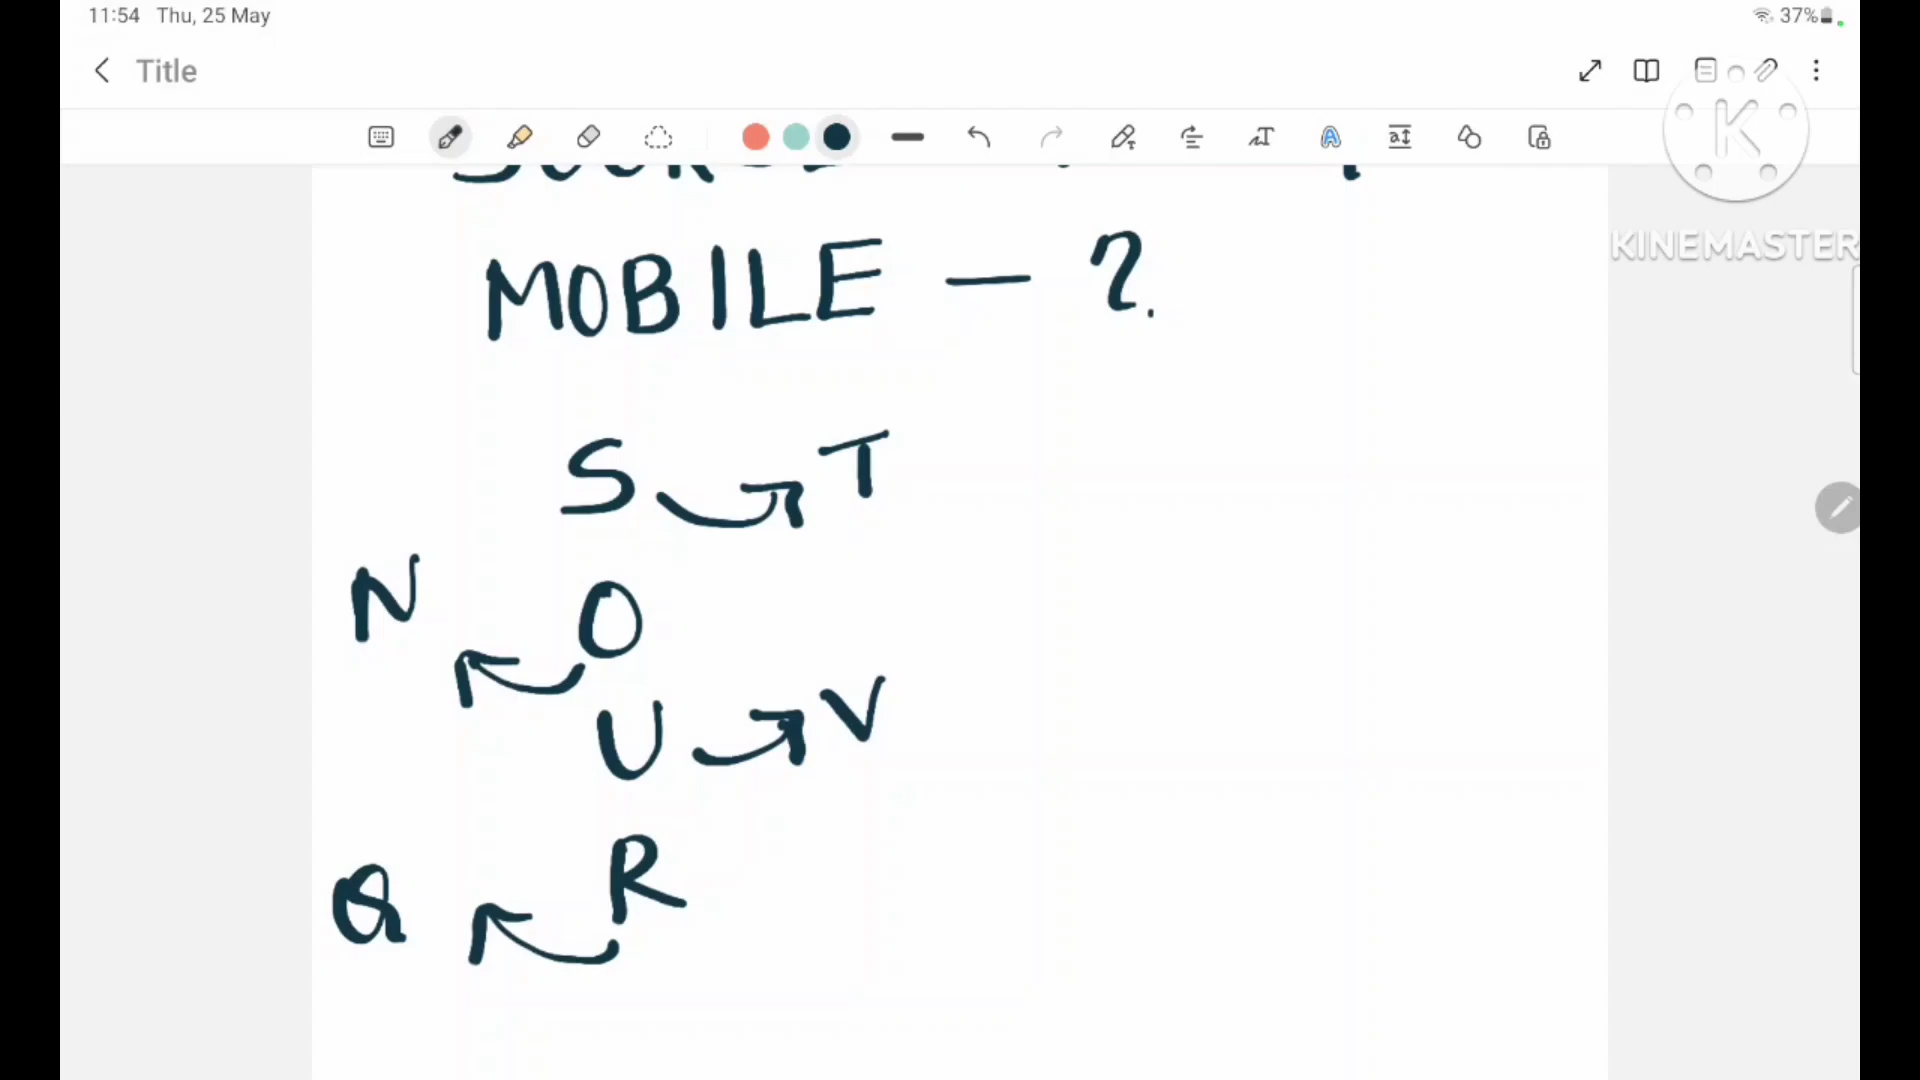 11:54 Thu, 25 May 37%
Title
KINEMASTER
MOBILE — ?
S T
N O
U V
R
Q